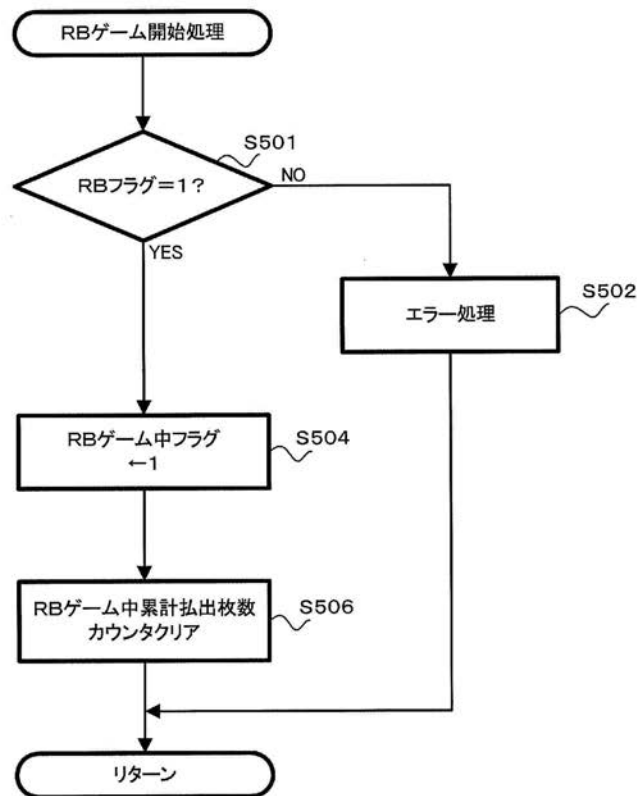 RBゲーム開始処理
S501
RBフラグ＝1？
NO
YES
S502
エラー処理
RBゲーム中フラグ
←1
S504
RBゲーム中累計払出枚数
カウンタクリア
S506
リターン